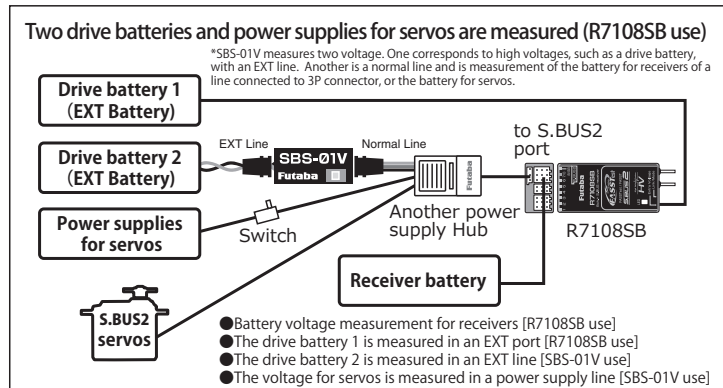 Two drive batteries and power supplies for servos are measured (R7108SB use)
*SBS-01V measures two voltage. One corresponds to high voltages, such as a drive battery,
with an EXT line. Another is a normal line and is measurement of the battery for receivers of a
line connected to 3P connector, or the battery for servos.
Drive battery 1
(EXT Battery)
Drive battery 2
(EXT Battery)
EXT Line
SBS-01V
Futaba
Normal Line
Futaba
to S.BUS2
port
Futaba
R7108SB
FASSTest
S.BUS2
HV
R7108SB
Another power
supply Hub
Power supplies
for servos
Switch
Receiver battery
S.BUS2
servos
●Battery voltage measurement for receivers [R7108SB use]
●The drive battery 1 is measured in an EXT port [R7108SB use]
●The drive battery 2 is measured in an EXT line [SBS-01V use]
●The voltage for servos is measured in a power supply line [SBS-01V use]